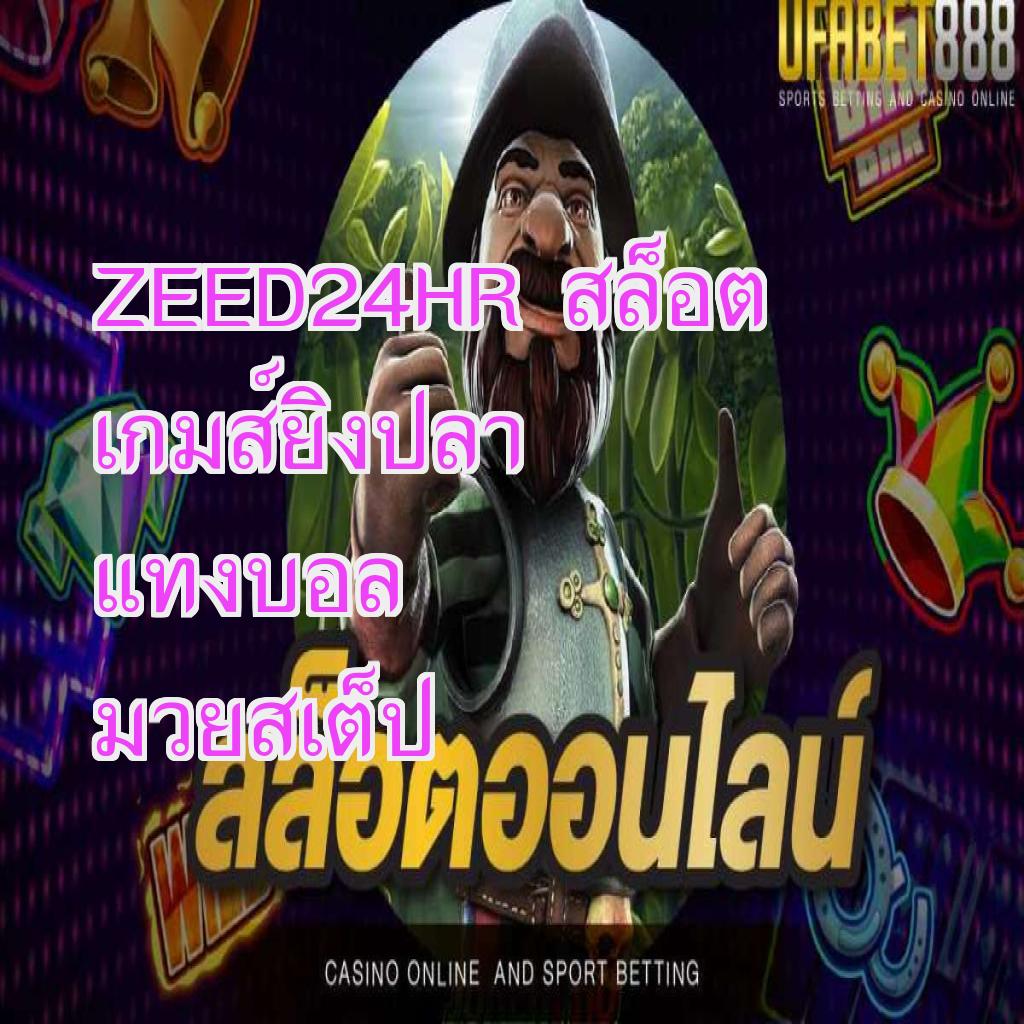 UFABET888
SPORTS BETTING AND CASINO ONLINE
BAR
ZEED24HR สล็อต
เกมส์ยิงปลา
แทงบอล
มวยสเต็ป
สล็อตออนไลน์
CASINO ONLINE AND SPORT BETTING